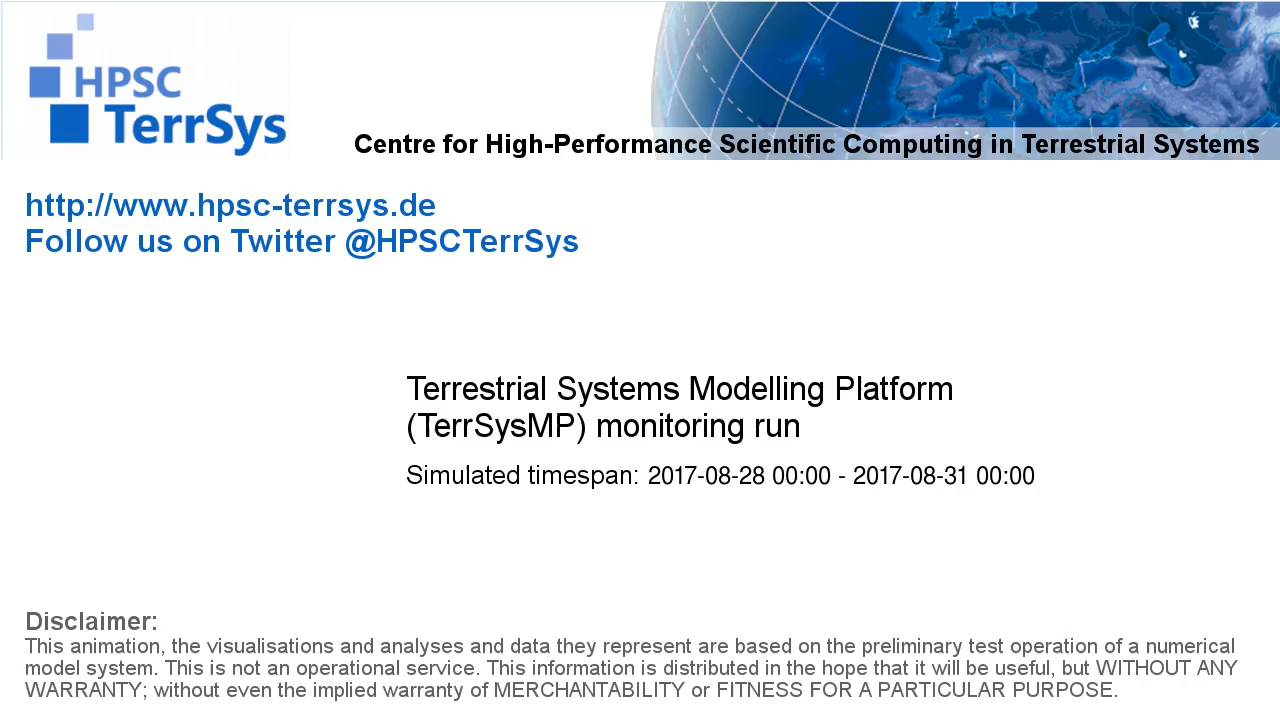 HPSC
TerrSys
Centre for High-Performance Scientific Computing in Terrestrial Systems
http://www.hpsc-terrsys.de
Follow us on Twitter @HPSCTerrSys
Terrestrial Systems Modelling Platform
(TerrSysMP) monitoring run
Simulated timespan: 2017-08-28 00:00 - 2017-08-31 00:00
Disclaimer:
This animation, the visualisations and analyses and data they represent are based on the preliminary test operation of a numerical
model system. This is not an operational service. This information is distributed in the hope that it will be useful, but WITHOUT ANY
WARRANTY; without even the implied warranty of MERCHANTABILITY or FITNESS FOR A PARTICULAR PURPOSE.